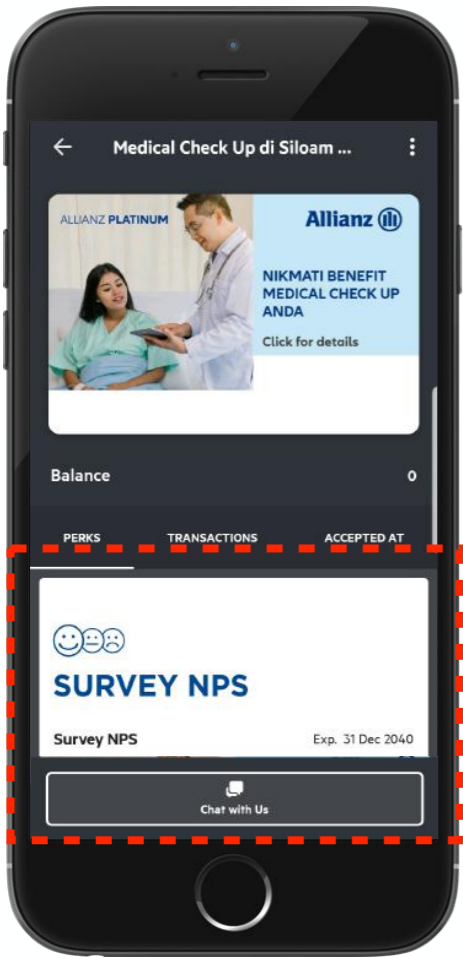 Medical Check Up di Siloam ...
ALLIANZ PLATINUM
Allianz
NIKMATI BENEFIT
MEDICAL CHECK UP
ANDA
Click for details
Balance 0
PERKS TRANSACTIONS ACCEPTED AT
SURVEY NPS
Survey NPS Exp. 31 Dec 2040
Chat with Us